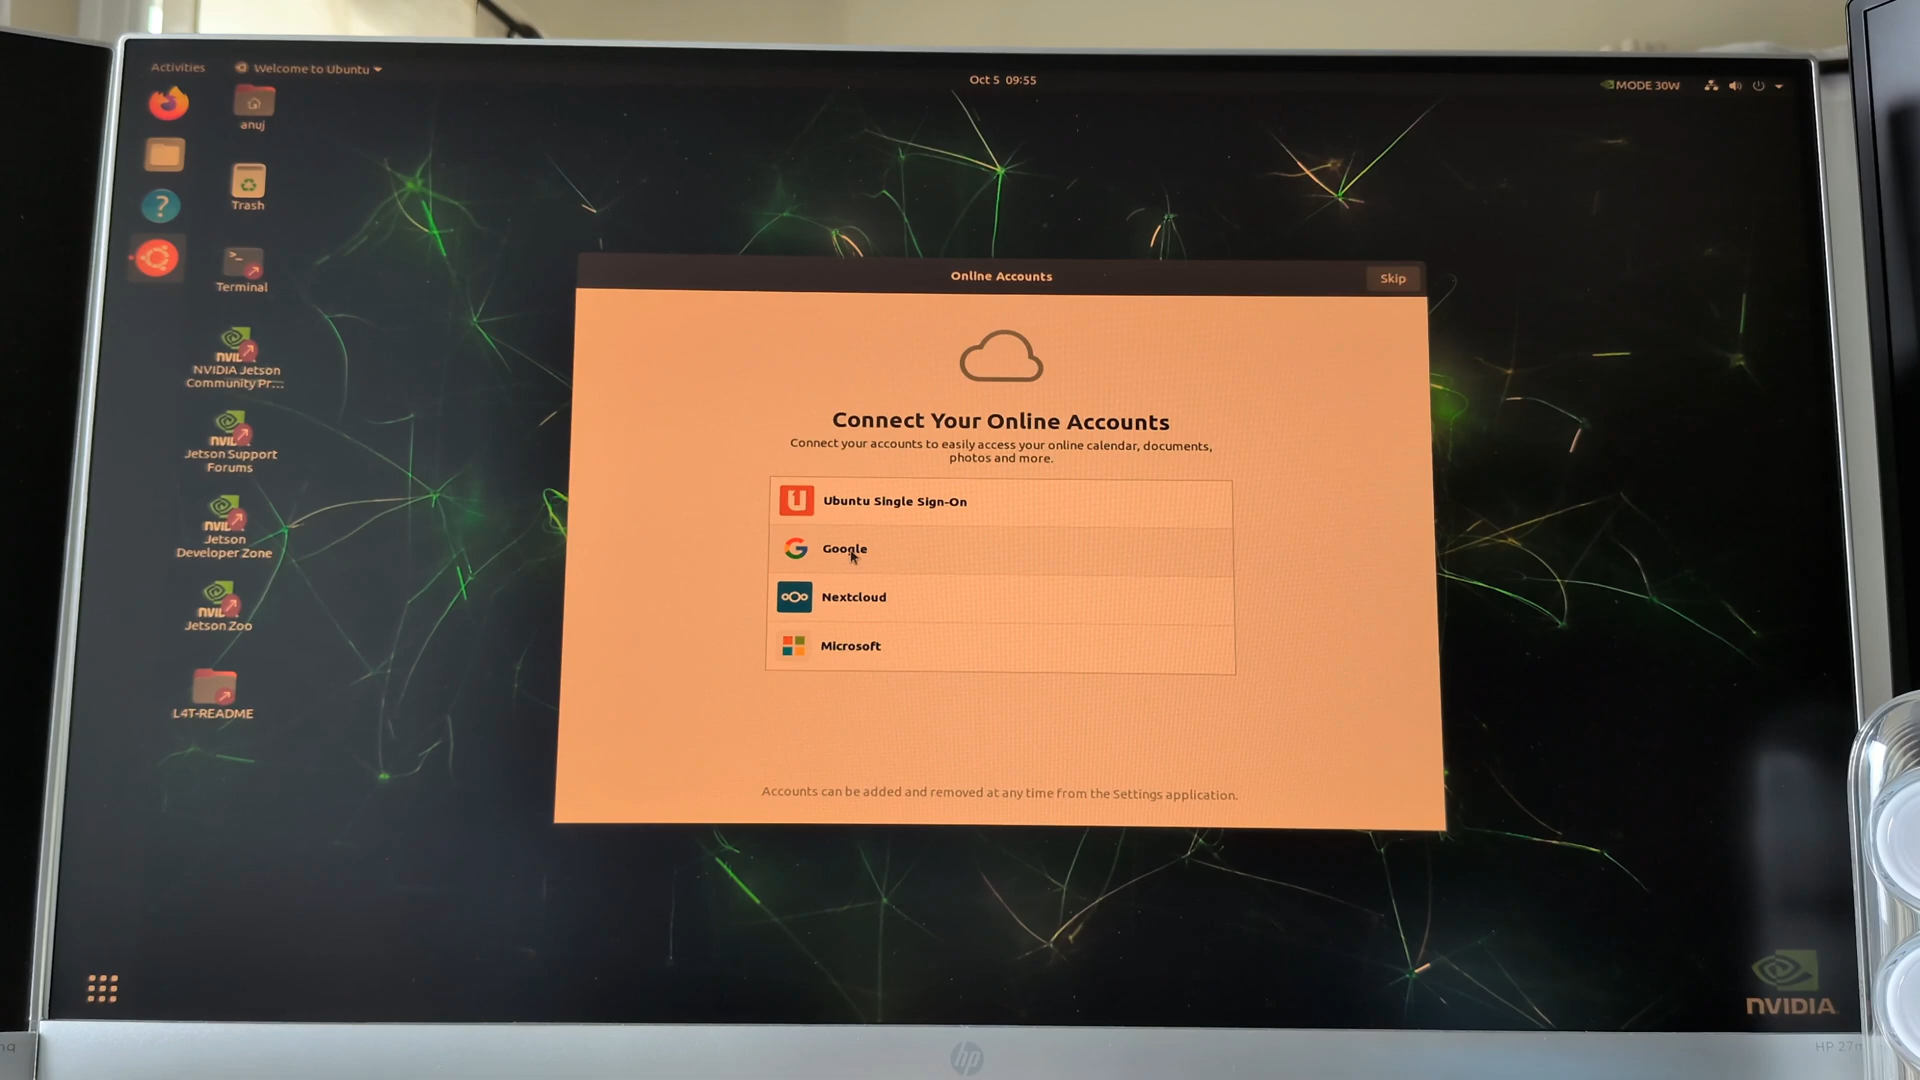 Activities
Welcome to Ubuntu
Oct 5 09:55
MODE 30W
anuj
Trash
Terminal
NVIDIA Jetson
Community Pr...
Jetson Support
Forums
Jetson
Developer Zone
Jetson Zoo
L4T-README
Online Accounts
Skip
Connect Your Online Accounts
Connect your accounts to easily access your online calendar, documents,
photos and more.
Ubuntu Single Sign-On
Google
Nextcloud
Microsoft
Accounts can be added and removed at any time from the Settings application.
NVIDIA
hp